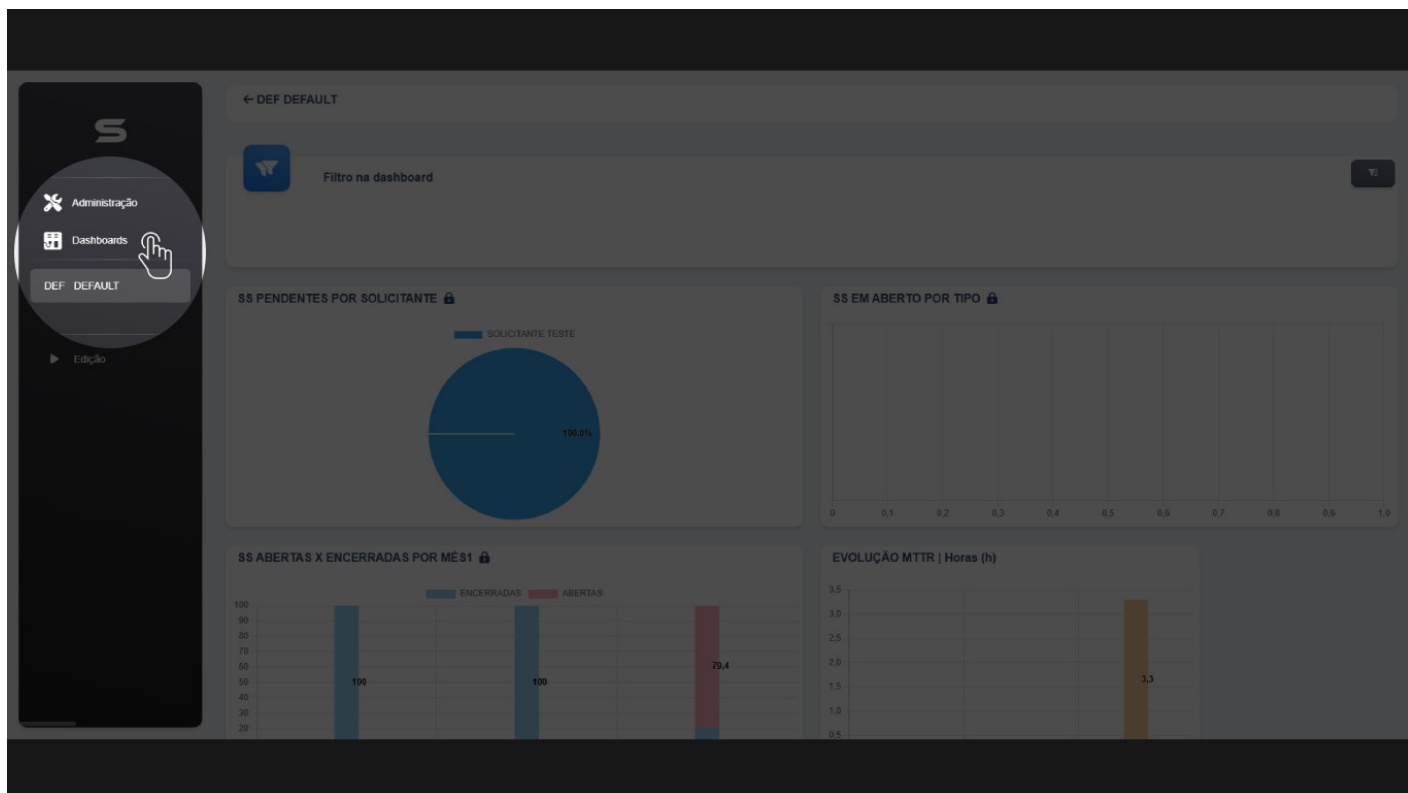 S
← DEF DEFAULT
Filtro na dashboard
Administração
Dashboards
DEF DEFAULT
Edição
SS PENDENTES POR SOLICITANTE
SOLICITANTE TESTE
100,0%
SS EM ABERTO POR TIPO
0 0,1 0,2 0,3 0,4 0,5 0,6 0,7 0,8 0,9 1,0
SS ABERTAS X ENCERRADAS POR MÊS1
ENCERRADAS ABERTAS
100
90
80
70
60
50
40
30
20
100
100
79,4
EVOLUÇÃO MTTR | Horas (h)
3,5
3,0
2,5
2,0
1,5
1,0
0,5
3,3